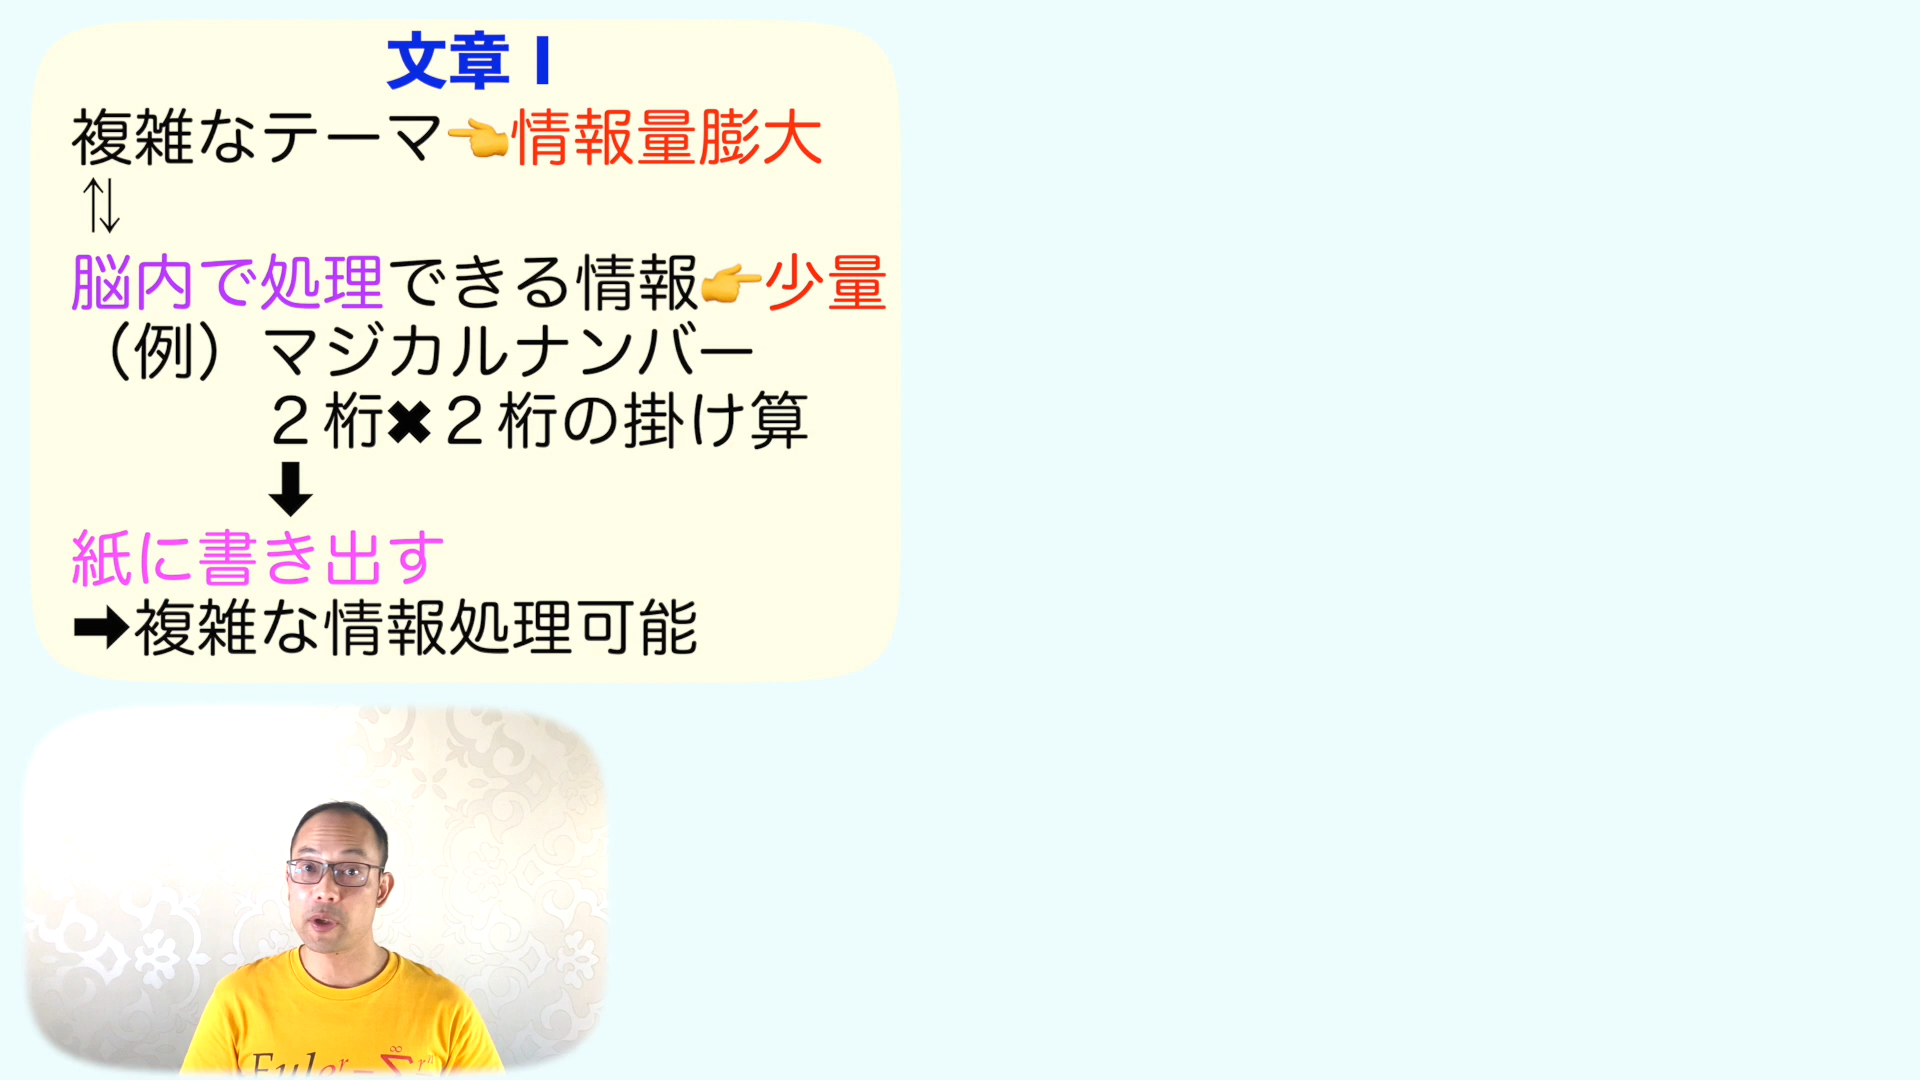 文章Ⅰ
複雑なテーマ👈情報量膨大
⇅
脳内で処理できる情報👉少量
（例）マジカルナンバー
２桁✖２桁の掛け算
⬇
紙に書き出す
➡複雑な情報処理可能